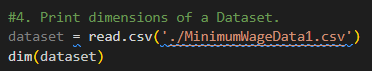 #4. Print dimensions of a Dataset.
dataset = read.csv('./MinimumWageData1.csv')
dim(dataset)